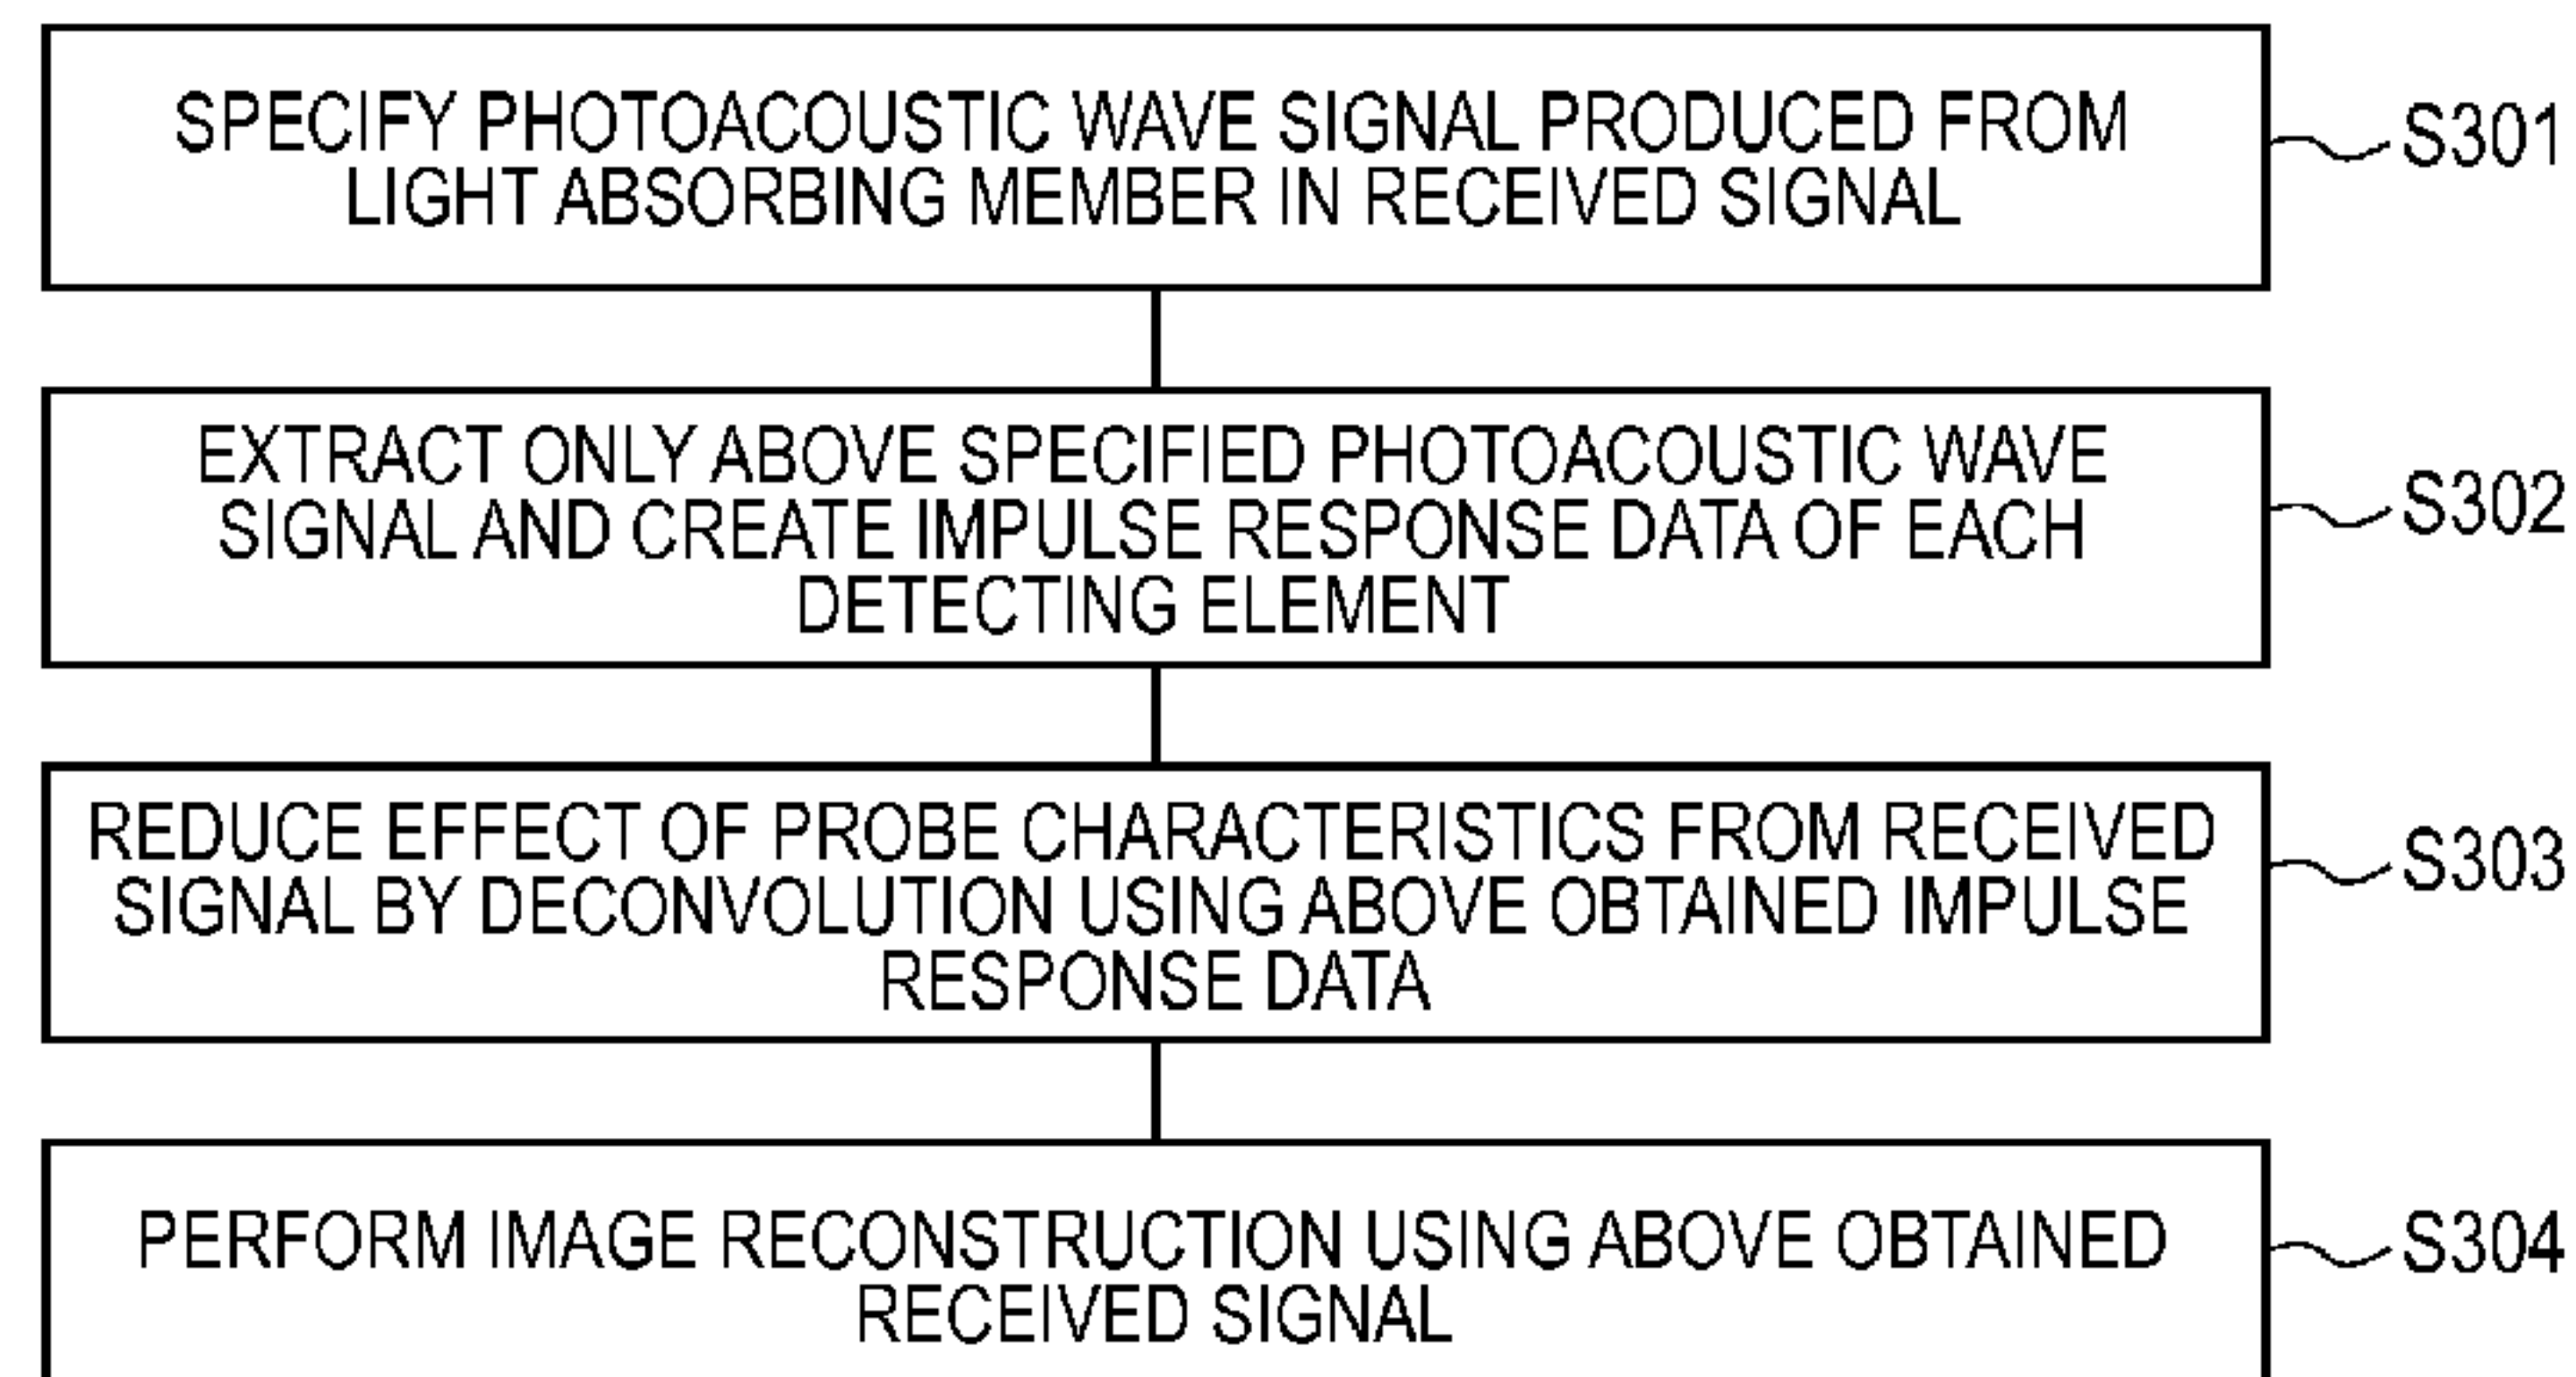 SPECIFY PHOTOACOUSTIC WAVE SIGNAL PRODUCED FROM
LIGHT ABSORBING MEMBER IN RECEIVED SIGNAL
S301
EXTRACT ONLY ABOVE SPECIFIED PHOTOACOUSTIC WAVE
SIGNAL AND CREATE IMPULSE RESPONSE DATA OF EACH
DETECTING ELEMENT
S302
REDUCE EFFECT OF PROBE CHARACTERISTICS FROM RECEIVED
SIGNAL BY DECONVOLUTION USING ABOVE OBTAINED IMPULSE
RESPONSE DATA
S303
PERFORM IMAGE RECONSTRUCTION USING ABOVE OBTAINED
RECEIVED SIGNAL
S304